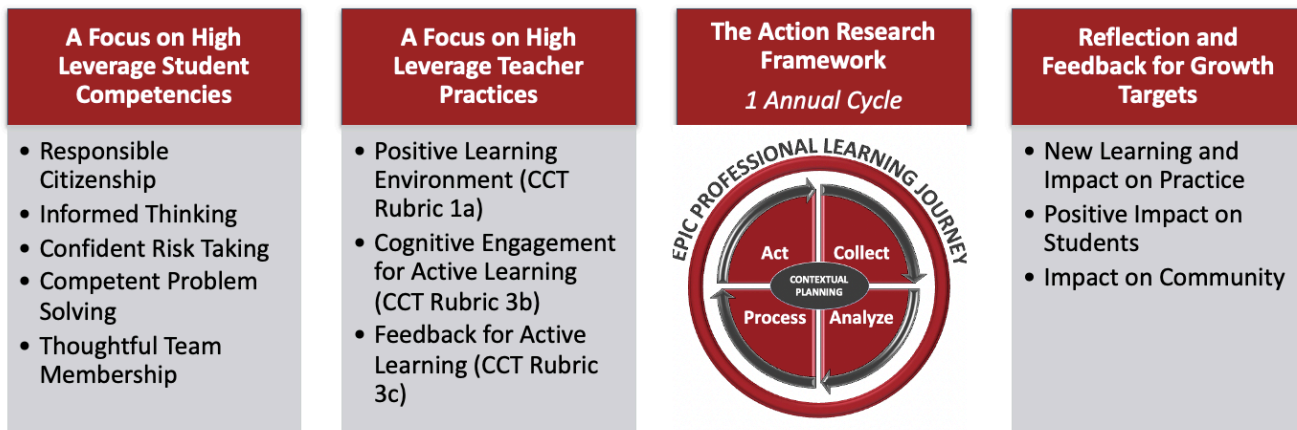 A Focus on High
Leverage Student
Competencies
• Responsible
Citizenship
• Informed Thinking
• Confident Risk Taking
• Competent Problem
Solving
• Thoughtful Team
Membership
A Focus on High
Leverage Teacher
Practices
• Positive Learning
Environment (CCT
Rubric 1a)
• Cognitive Engagement
for Active Learning
(CCT Rubric 3b)
• Feedback for Active
Learning (CCT Rubric
3c)
The Action Research
Framework
1 Annual Cycle
EPIC PROFESSIONAL LEARNING JOURNEY
Act
Collect
CONTEXTUAL
PLANNING
Process
Analyze
Reflection and
Feedback for Growth
Targets
• New Learning and
Impact on Practice
• Positive Impact on
Students
• Impact on Community